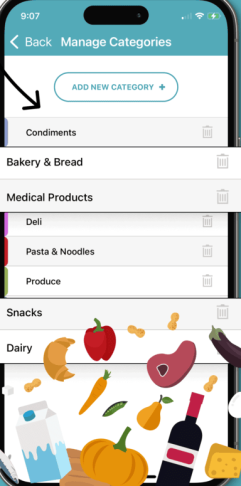 9:07
Back Manage Categories
ADD NEW CATEGORY +
Condiments
Bakery & Bread
Medical Products
Deli
Pasta & Noodles
Produce
Snacks
Dairy